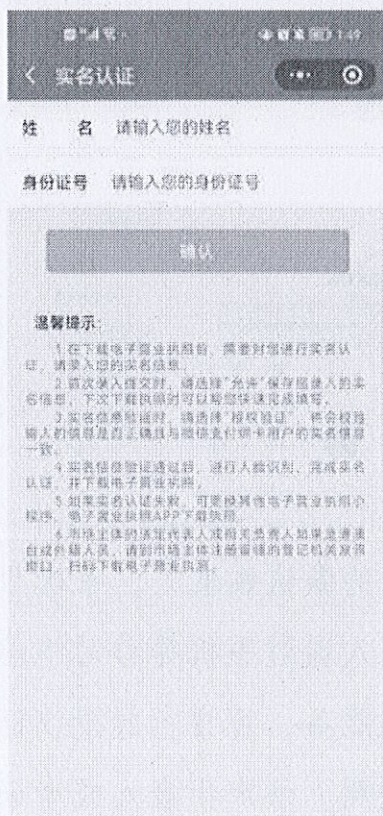 1:49
实名认证
姓 名 请输入您的姓名
身份证号 请输入您的身份证号
确认
温馨提示:
1.在下载电子营业执照前，需要对您进行实名认
证，请录入您的实名信息。
2.首次录入提交时，请选择"允许"保存您录入的实
名信息，下次下载执照时可以帮您快速完成填写。
3.实名信息验证时，请选择"授权验证"，将会校验
输入的信息是否正确且与微信支付绑卡用户的实名信息
一致。
4.实名信息验证通过后，进行人脸识别，完成实名
认证，并下载电子营业执照。
5.如果实名认证失败，可更换其他电子营业执照小
程序、电子营业执照APP下载执照。
6.市场主体的法定代表人或相关负责人如果是港澳
台或外籍人员，请到市场主体注册管辖的登记机关发照
窗口，扫码下载电子营业执照。